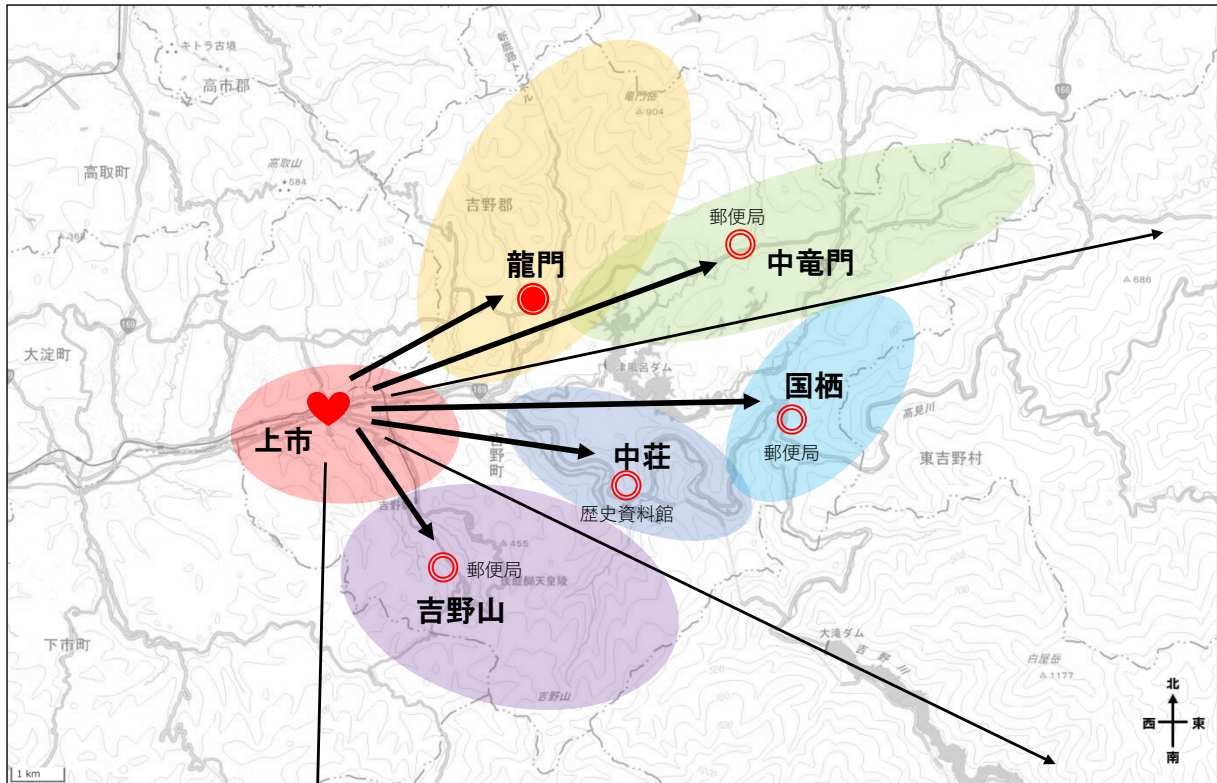 キトラ古墳
高市郡
新鹿路トンネル
竜門岳
904
166
高取町
高取山
584
吉野郡
郵便局
中竜門
龍門
686
169
大淀町
津風呂ダム
169
国栖
高見川
上市
吉野町
中荘
郵便局
東吉野村
歴史資料館
455
郵便局
後醍醐天皇陵
吉野山
下市町
大滝ダム
吉野川
白屋岳
1177
吉野山
北
西
東
南
1 km